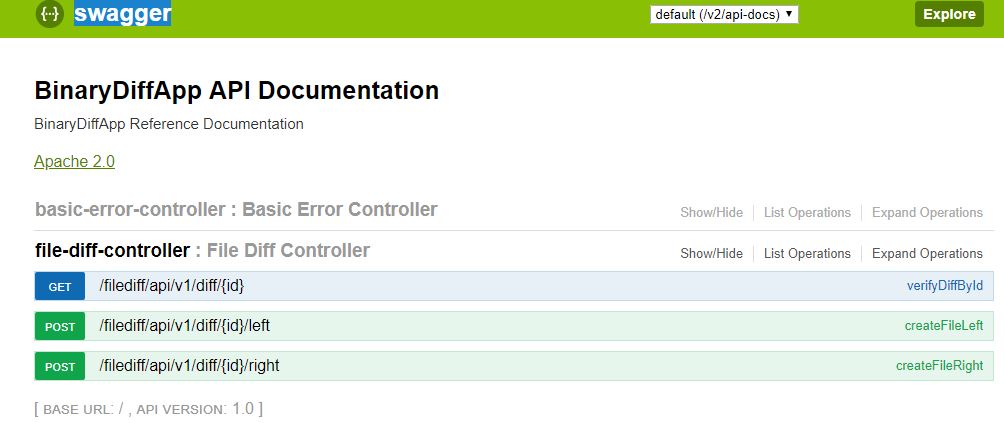 {···} swagger default (/v2/api-docs) ▼ Explore
BinaryDiffApp API Documentation
BinaryDiffApp Reference Documentation
Apache 2.0
basic-error-controller : Basic Error Controller Show/Hide List Operations Expand Operations
file-diff-controller : File Diff Controller Show/Hide List Operations Expand Operations
GET /filediff/api/v1/diff/{id} verifyDiffById
POST /filediff/api/v1/diff/{id}/left createFileLeft
POST /filediff/api/v1/diff/{id}/right createFileRight
[ BASE URL: / , API VERSION: 1.0 ]